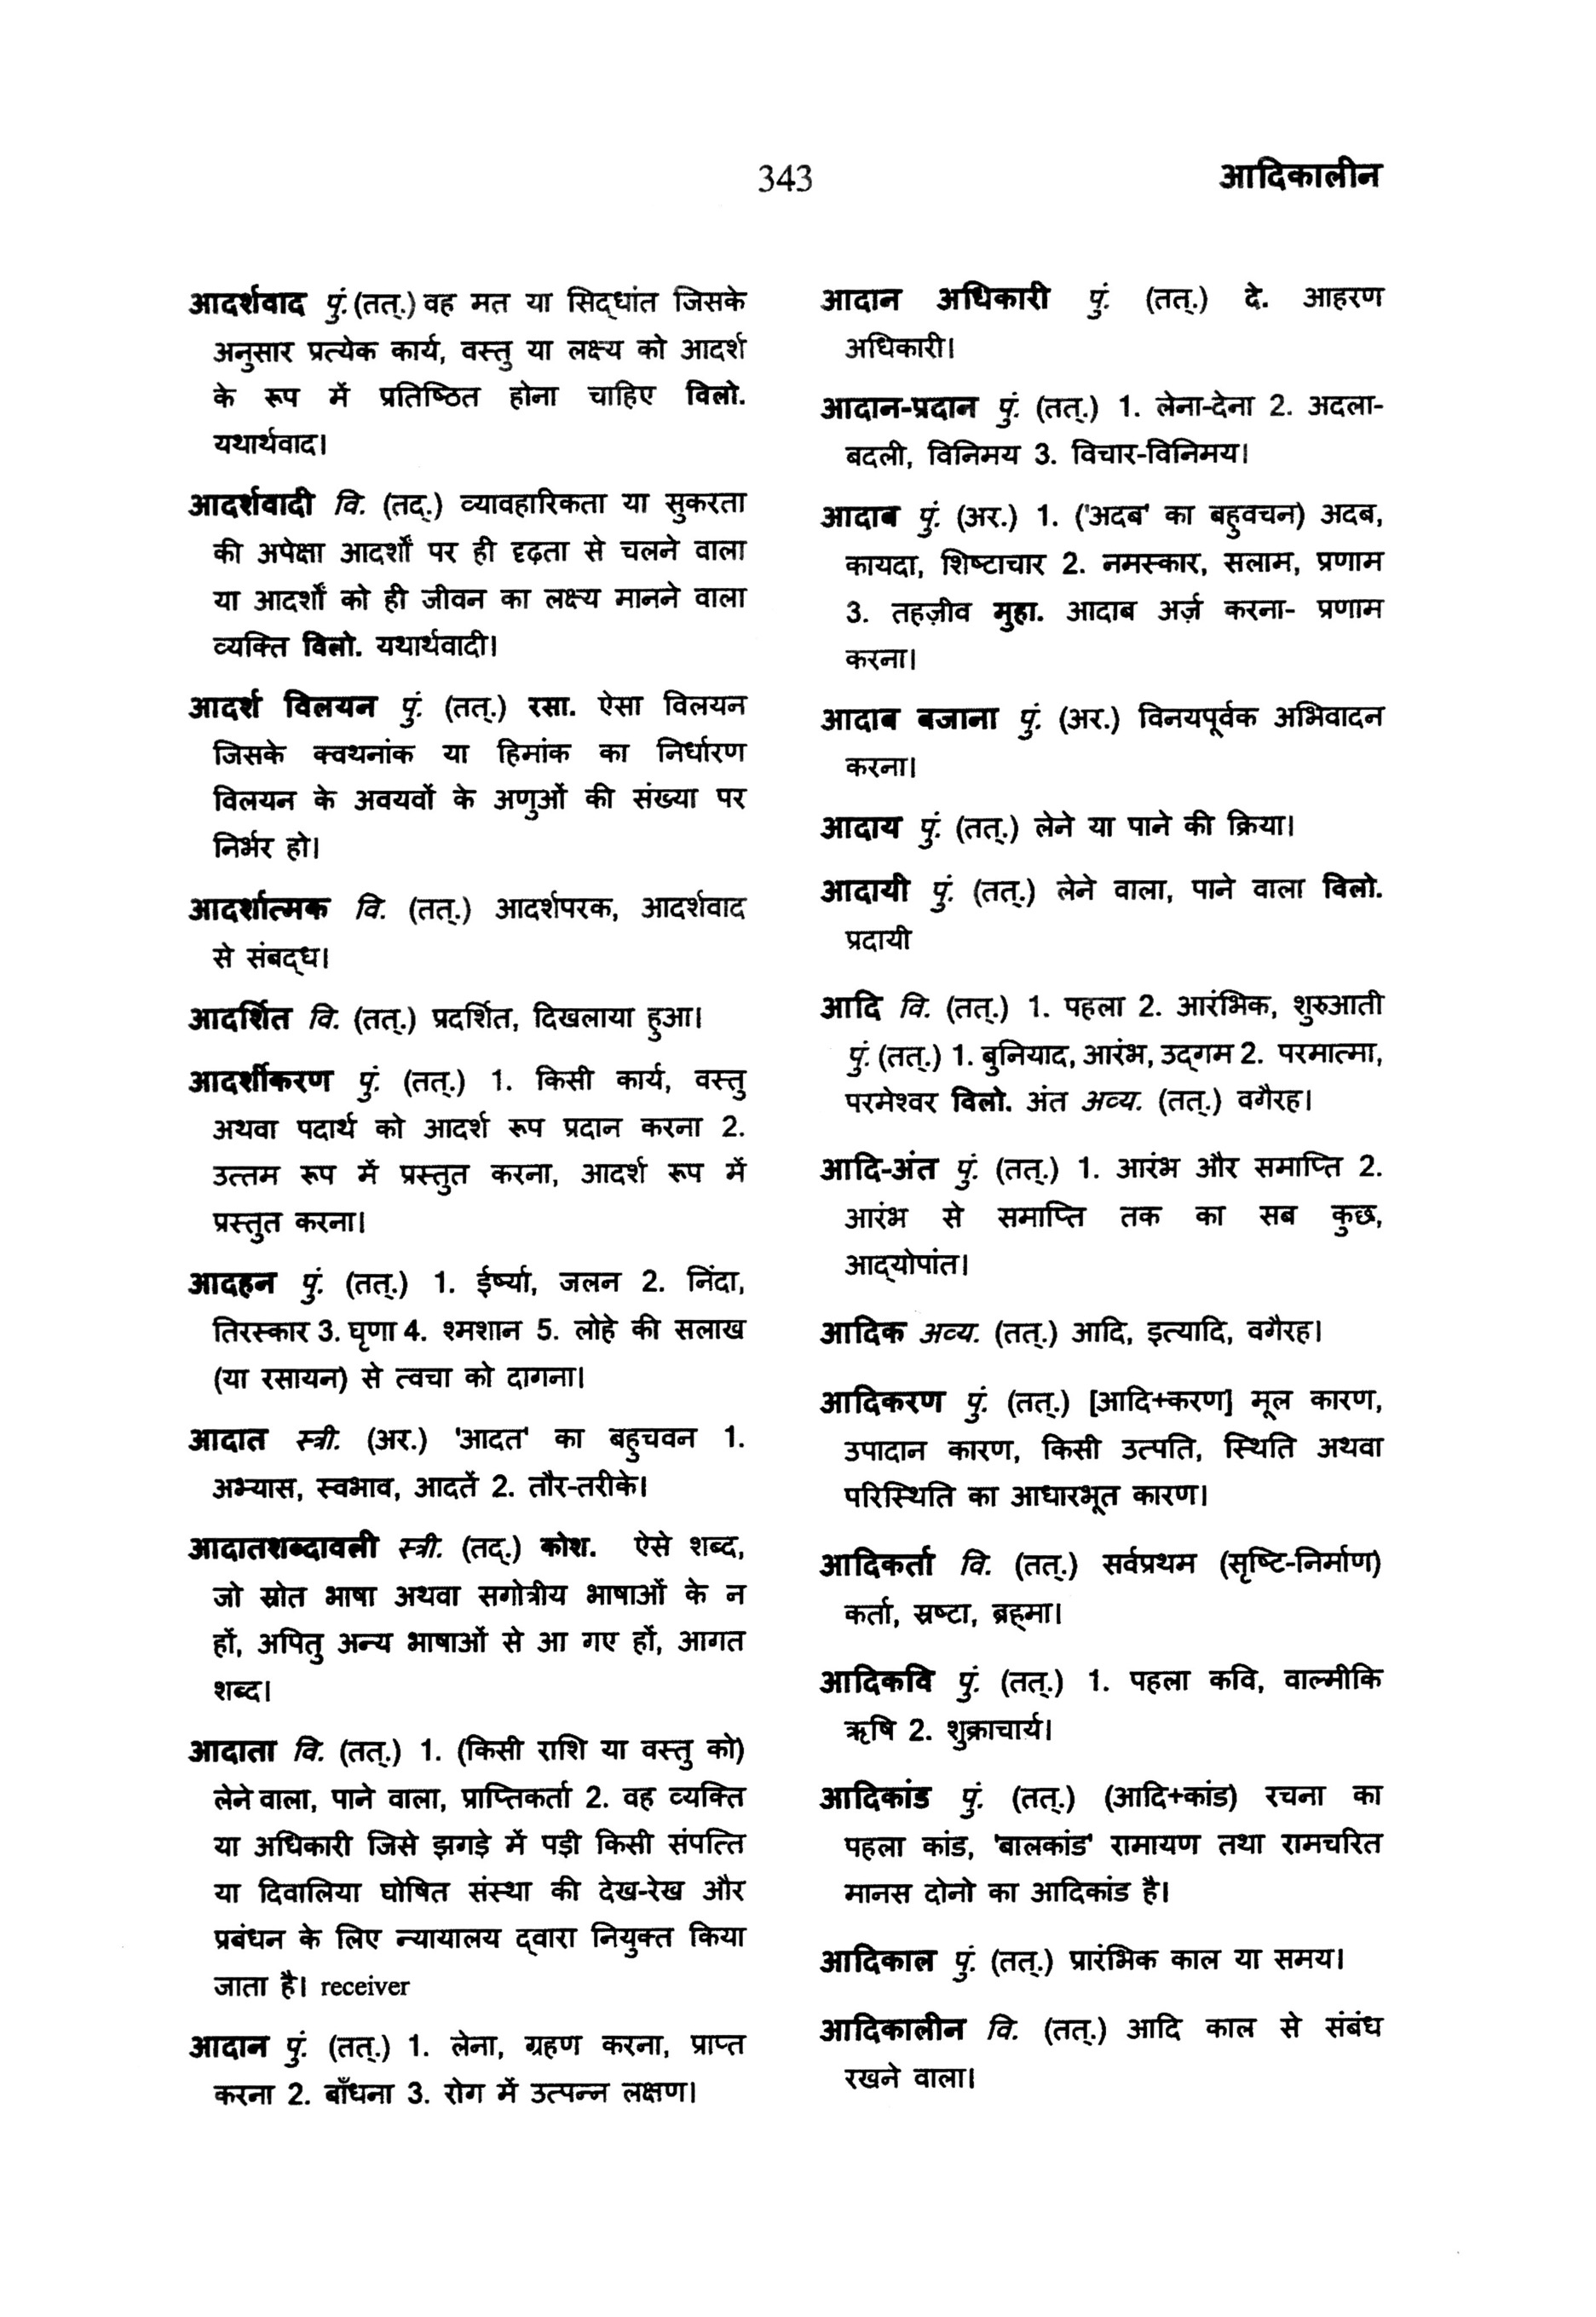 343
आदिकालीन
आदर्शवाद पुं. (तत्.) वह मत या सिद्धांत जिसके
अनुसार प्रत्येक कार्य, वस्तु या लक्ष्य को आदर्श
के रूप में प्रतिष्ठित होना चाहिए विलो.
यथार्थवाद।
आदर्शवादी वि. (तद्.) व्यावहारिकता या सुकरता
की अपेक्षा आदर्शों पर ही दृढ़ता से चलने वाला
या आदर्शों को ही जीवन का लक्ष्य मानने वाला
व्यक्ति विलो. यथार्थवादी।
आदर्श विलयन पुं. (तत्.) रसा. ऐसा विलयन
जिसके क्वथनांक या हिमांक का निर्धारण
विलयन के अवयवों के अणुओं की संख्या पर
निर्भर हो।
आदर्शात्मक वि. (तत्.) आदर्शपरक, आदर्शवाद
से संबद्ध।
आदर्शित वि. (तत्.) प्रदर्शित, दिखलाया हुआ।
आदर्शीकरण पुं. (तत्.) 1. किसी कार्य, वस्तु
अथवा पदार्थ को आदर्श रूप प्रदान करना 2.
उत्तम रूप में प्रस्तुत करना, आदर्श रूप में
प्रस्तुत करना।
आदहन पुं. (तत्.) 1. ईर्ष्या, जलन 2. निंदा,
तिरस्कार 3. घृणा 4. श्मशान 5. लोहे की सलाख
(या रसायन) से त्वचा को दागना।
आदात स्त्री. (अर.) 'आदत' का बहुचवन 1.
अभ्यास, स्वभाव, आदतें 2. तौर-तरीके।
आदातशब्दावली स्त्री. (तद्.) कोश. ऐसे शब्द,
जो स्रोत भाषा अथवा सगोत्रीय भाषाओं के न
हों, अपितु अन्य भाषाओं से आ गए हों, आगत
शब्द।
आदाता वि. (तत्.) 1. (किसी राशि या वस्तु को)
लेने वाला, पाने वाला, प्राप्तिकर्ता 2. वह व्यक्ति
या अधिकारी जिसे झगड़े में पड़ी किसी संपत्ति
या दिवालिया घोषित संस्था की देख-रेख और
प्रबंधन के लिए न्यायालय द्वारा नियुक्त किया
जाता है। receiver
आदान पुं. (तत्.) 1. लेना, ग्रहण करना, प्राप्त
करना 2. बाँधना 3. रोग में उत्पन्न लक्षण।
आदान अधिकारी पुं. (तत्.) दे. आहरण
अधिकारी।
आदान-प्रदान पुं. (तत्.) 1. लेना-देना 2. अदला-
बदली, विनिमय 3. विचार-विनिमय।
आदाब पुं. (अर.) 1. ('अदब' का बहुवचन) अदब,
कायदा, शिष्टाचार 2. नमस्कार, सलाम, प्रणाम
3. तहज़ीव मुहा. आदाब अर्ज़ करना- प्रणाम
करना।
आदाब बजाना पुं. (अर.) विनयपूर्वक अभिवादन
करना।
आदाय पुं. (तत्.) लेने या पाने की क्रिया।
आदायी पुं. (तत्.) लेने वाला, पाने वाला विलो.
प्रदायी
आदि वि. (तत्.) 1. पहला 2. आरंभिक, शुरुआती
पुं. (तत्.) 1. बुनियाद, आरंभ, उद्गम 2. परमात्मा,
परमेश्वर विलो. अंत अव्य. (तत्.) वगैरह।
आदि-अंत पुं. (तत्.) 1. आरंभ और समाप्ति 2.
आरंभ से समाप्ति तक का सब कुछ,
आद्योपांत।
आदिक अव्य. (तत्.) आदि, इत्यादि, वगैरह।
आदिकरण पुं. (तत्.) [आदि+करण] मूल कारण,
उपादान कारण, किसी उत्पति, स्थिति अथवा
परिस्थिति का आधारभूत कारण।
आदिकर्ता वि. (तत्.) सर्वप्रथम (सृष्टि-निर्माण)
कर्ता, स्रष्टा, ब्रह्मा।
आदिकवि पुं. (तत्.) 1. पहला कवि, वाल्मीकि
ऋषि 2. शुक्राचार्य।
आदिकांड पुं. (तत्.) (आदि+कांड) रचना का
पहला कांड, 'बालकांड' रामायण तथा रामचरित
मानस दोनो का आदिकांड है।
आदिकाल पुं. (तत्.) प्रारंभिक काल या समय।
आदिकालीन वि. (तत्.) आदि काल से संबंध
रखने वाला।